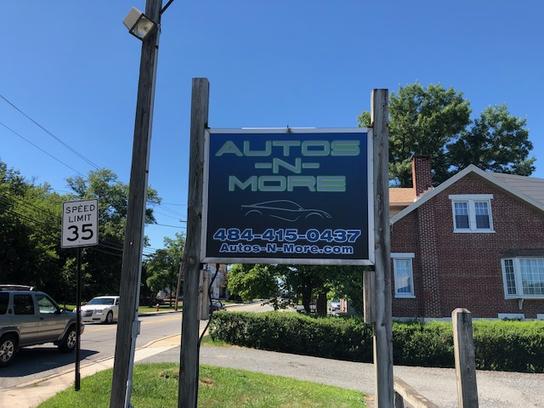 SPEED
LIMIT
35
AUTOS
-N-
MORE
484-415-0437
Autos-N-More.com